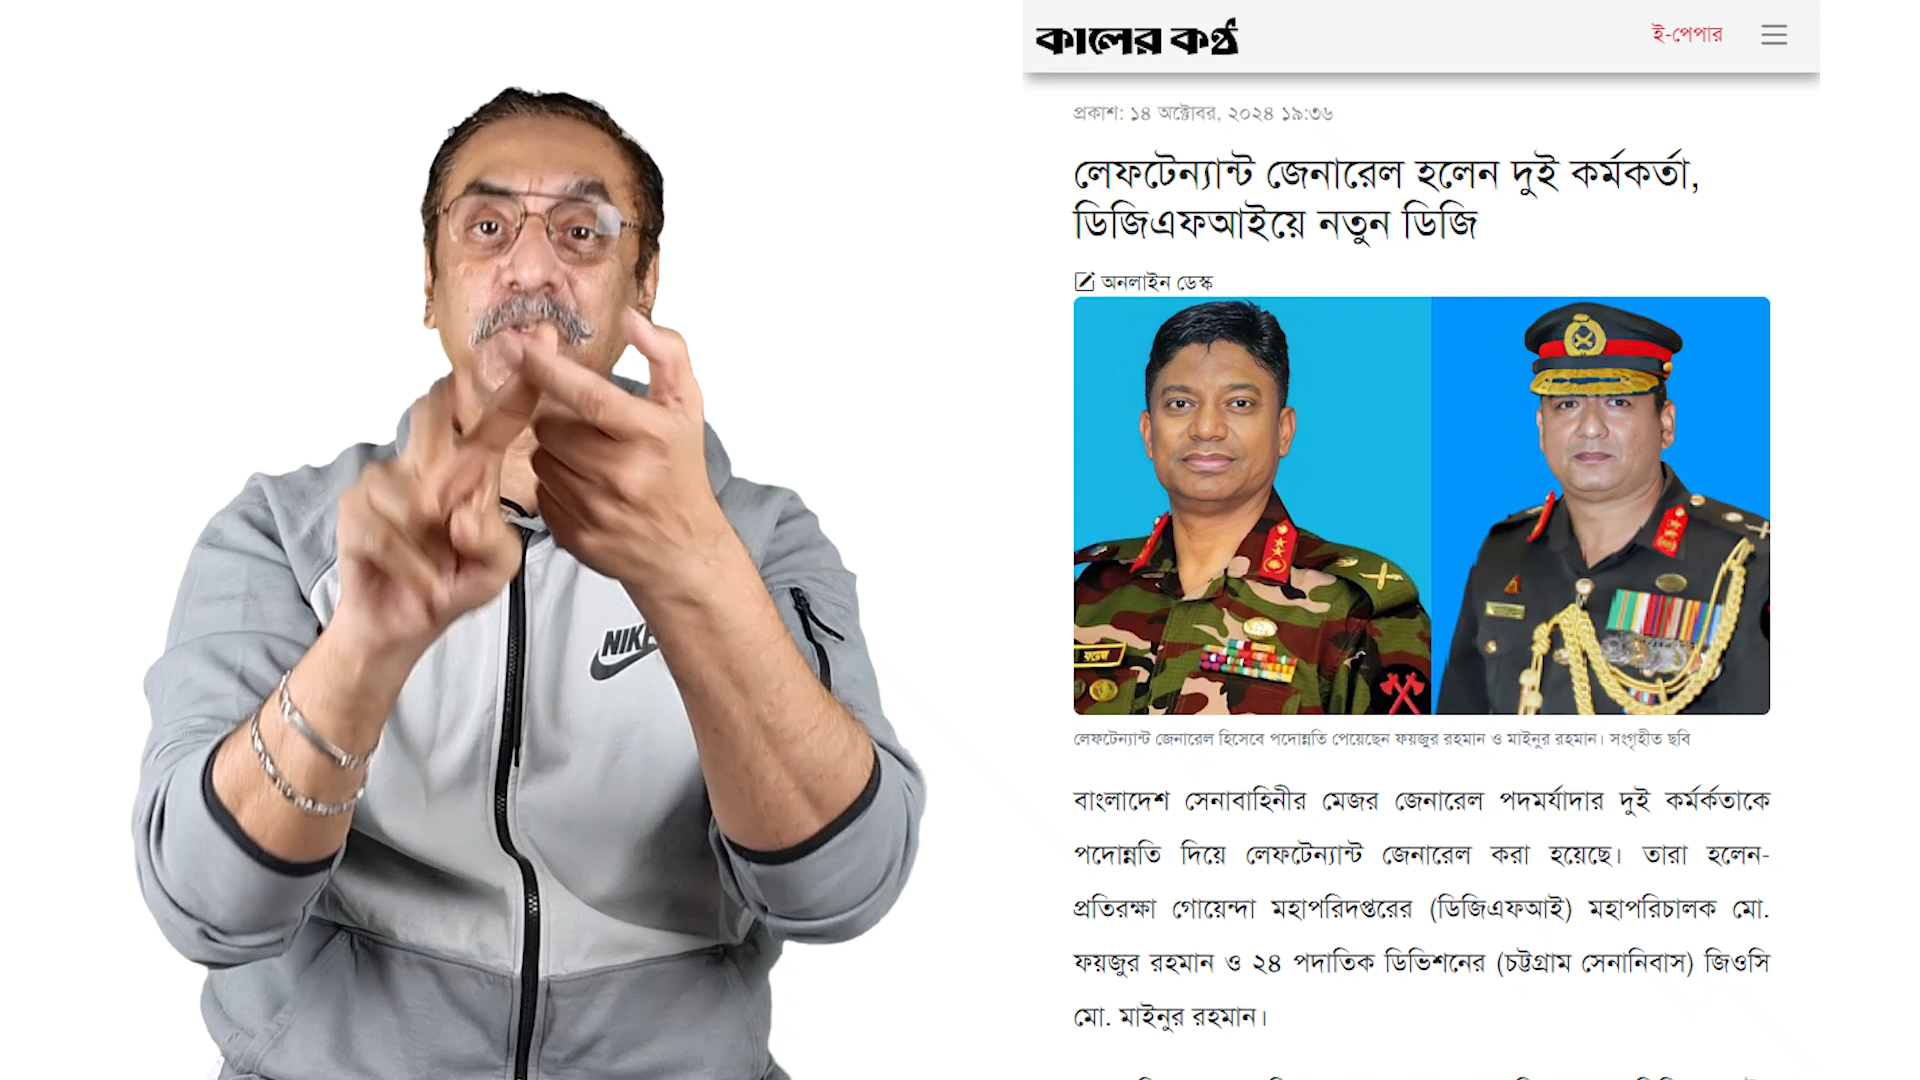 কালের কণ্ঠ
ই-পেপার
প্রকাশ: ১৪ অক্টোবর, ২০২৪ ১৯:৩৬
লেফটেন্যান্ট জেনারেল হলেন দুই কর্মকর্তা,
ডিজিএফআইয়ে নতুন ডিজি
অনলাইন ডেস্ক
NIKE
লেফটেন্যান্ট জেনারেল হিসেবে পদোন্নতি পেয়েছেন ফয়জুর রহমান ও মাইনুর রহমান। সংগৃহীত ছবি
বাংলাদেশ সেনাবাহিনীর মেজর জেনারেল পদমর্যাদার দুই কর্মর্কতাকে
পদোন্নতি দিয়ে লেফটেন্যান্ট জেনারেল করা হয়েছে। তারা হলেন-
প্রতিরক্ষা গোয়েন্দা মহাপরিদপ্তরের (ডিজিএফআই) মহাপরিচালক মো.
ফয়জুর রহমান ও ২৪ পদাতিক ডিভিশনের (চট্টগ্রাম সেনানিবাস) জিওসি
মো. মাইনুর রহমান।